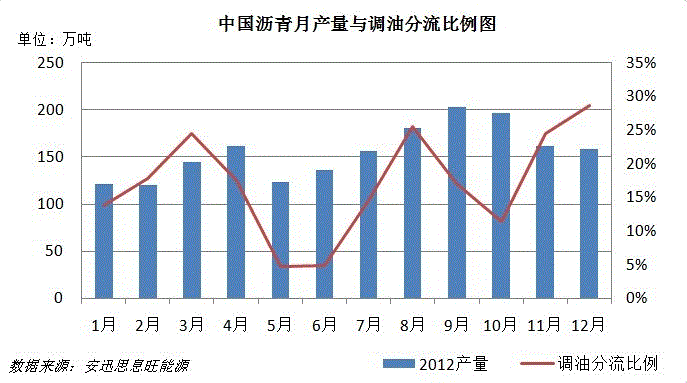 中国沥青月产量与调油分流比例图
单位：万吨
250 35%
200 30%
150 25%
100 20%
50 15%
0 10%
5%
0%
1月 2月 3月 4月 5月 6月 7月 8月 9月 10月 11月 12月
数据来源：安迅思息旺能源 2012产量 调油分流比例